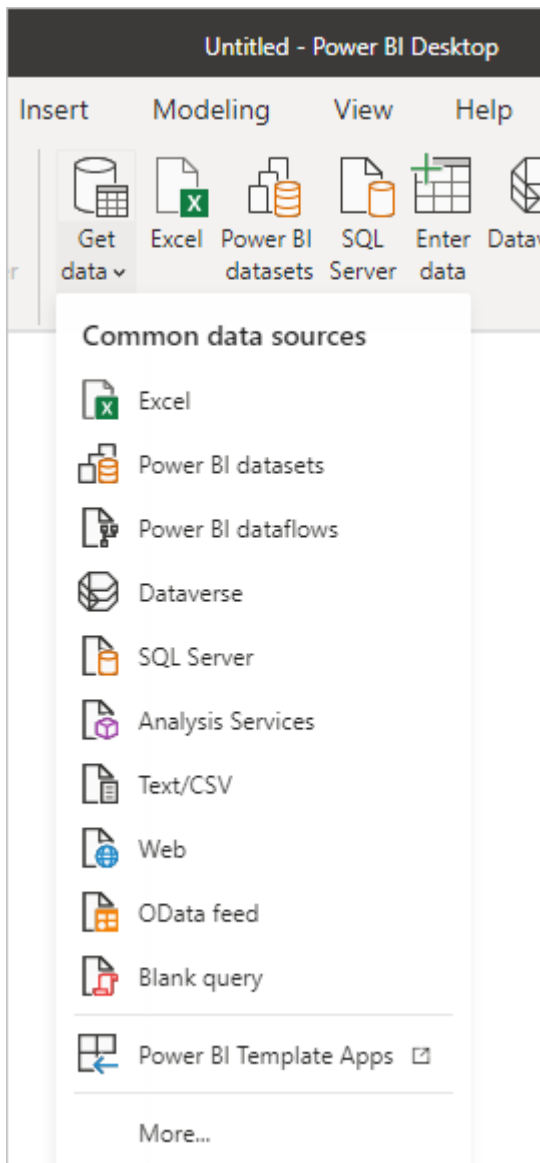 Untitled - Power BI Desktop
Insert Modeling View Help
Get Excel Power BI SQL Enter
data datasets Server data
Common data sources
Excel
Power BI datasets
Power BI dataflows
Dataverse
SQL Server
Analysis Services
Text/CSV
Web
OData feed
Blank query
Power BI Template Apps
More...